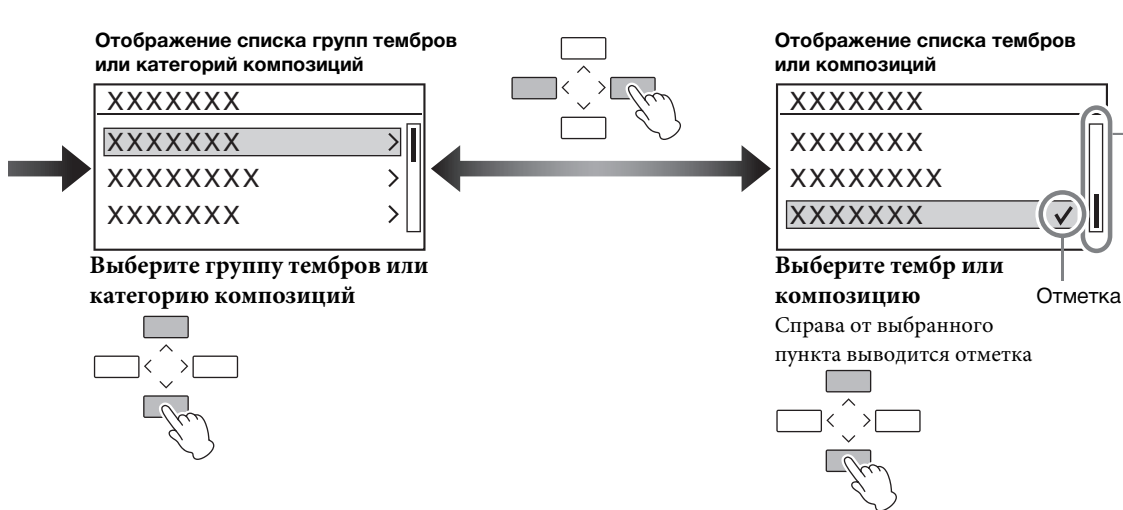 Отображение списка групп тембров
или категорий композиций
XXXXXXX
XXXXXXX >
XXXXXXXX >
XXXXXXX >
Выберите группу тембров или
категорию композиций
Отображение списка тембров
или композиций
XXXXXXX
XXXXXXX
XXXXXXXX
XXXXXXX ✓
Выберите тембр или
композицию
Отметка
Справа от выбранного
пункта выводится отметка